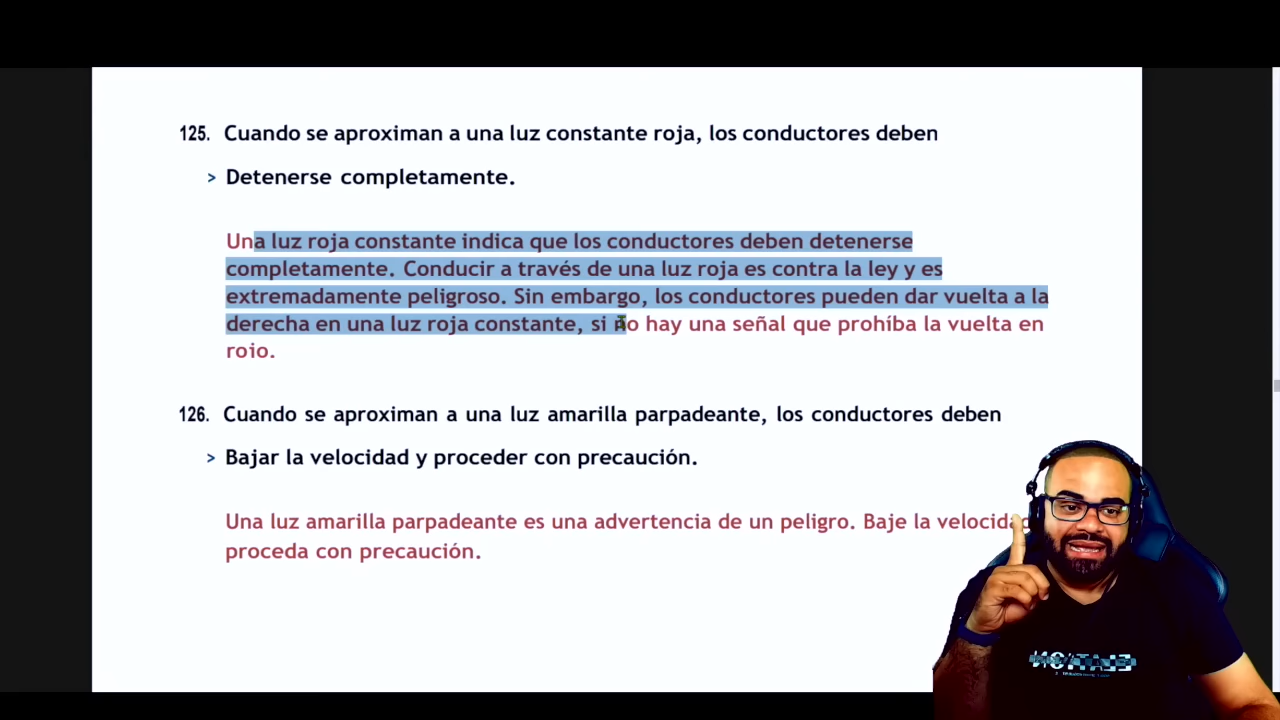 125. Cuando se aproximan a una luz constante roja, los conductores deben
> Detenerse completamente.
Una luz roja constante indica que los conductores deben detenerse
completamente. Conducir a través de una luz roja es contra la ley y es
extremadamente peligroso. Sin embargo, los conductores pueden dar vuelta a la
derecha en una luz roja constante, si no hay una señal que prohíba la vuelta en
rojo.
126. Cuando se aproximan a una luz amarilla parpadeante, los conductores deben
> Bajar la velocidad y proceder con precaución.
Una luz amarilla parpadeante es una advertencia de un peligro. Baje la velocidad
proceda con precaución.